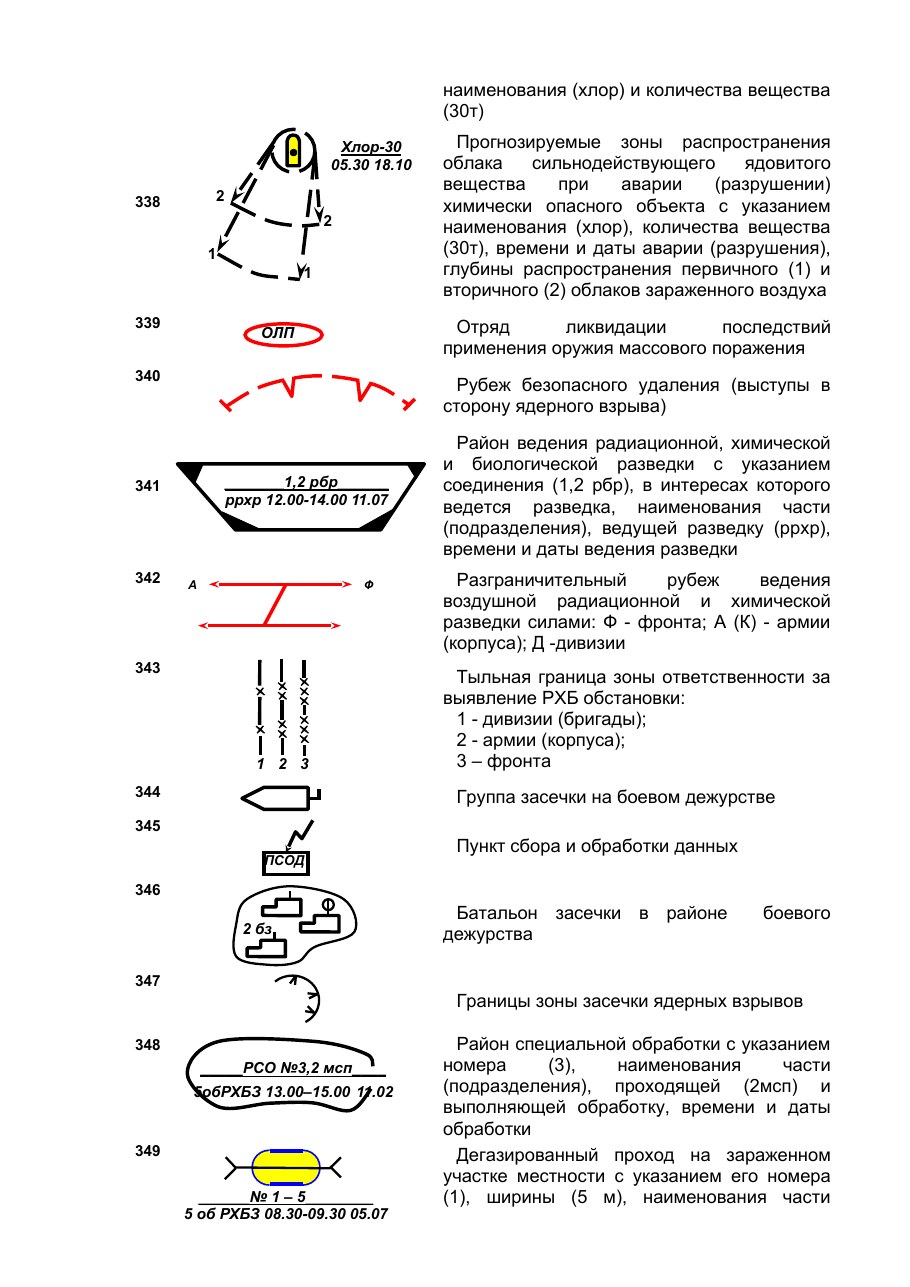 наименования (хлор) и количества вещества
(30т)
338
Хлор-30
05.30 18.10
2
2
1
1
Прогнозируемые зоны распространения
облака сильнодействующего ядовитого
вещества при аварии (разрушении)
химически опасного объекта с указанием
наименования (хлор), количества вещества
(30т), времени и даты аварии (разрушения),
глубины распространения первичного (1) и
вторичного (2) облаков зараженного воздуха
339
ОЛП
Отряд ликвидации последствий
применения оружия массового поражения
340
Рубеж безопасного удаления (выступы в
сторону ядерного взрыва)
341
1,2 рбр
ррхр 12.00-14.00 11.07
Район ведения радиационной, химической
и биологической разведки с указанием
соединения (1,2 рбр), в интересах которого
ведется разведка, наименования части
(подразделения), ведущей разведку (ррхр),
времени и даты ведения разведки
342
А
Ф
Разграничительный рубеж ведения
воздушной радиационной и химической
разведки силами: Ф - фронта; А (К) - армии
(корпуса); Д -дивизии
343
1 2 3
Тыльная граница зоны ответственности за
выявление РХБ обстановки:
1 - дивизии (бригады);
2 - армии (корпуса);
3 – фронта
344
Группа засечки на боевом дежурстве
345
ПСОД
Пункт сбора и обработки данных
346
2 бз
Батальон засечки в районе боевого
дежурства
347
Границы зоны засечки ядерных взрывов
348
РСО №3,2 мсп
5обРХБЗ 13.00–15.00 11.02
Район специальной обработки с указанием
номера (3), наименования части
(подразделения), проходящей (2мсп) и
выполняющей обработку, времени и даты
обработки
349
№ 1 – 5
5 об РХБЗ 08.30-09.30 05.07
Дегазированный проход на зараженном
участке местности с указанием его номера
(1), ширины (5 м), наименования части